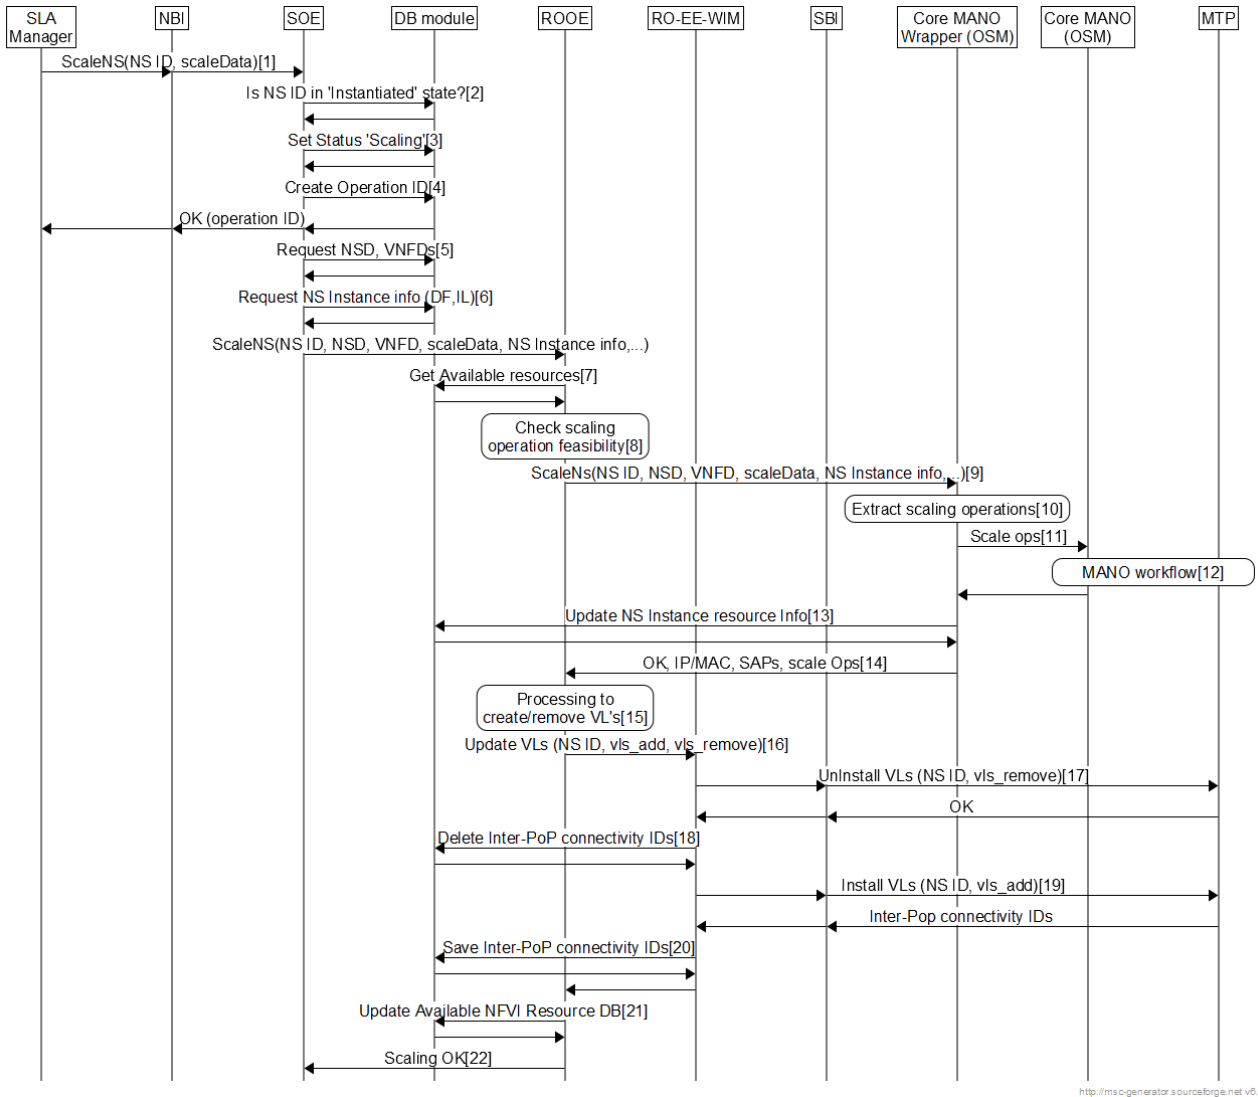 SLA
Manager
NBI
SOE
DB module
ROOE
RO-EE-WIM
SBI
Core MANO
Wrapper (OSM)
Core MANO
(OSM)
MTP
ScaleNS(NS ID, scaleData)[1]
Is NS ID in 'Instantiated' state?[2]
Set Status 'Scaling'[3]
Create Operation ID[4]
OK (operation ID)
Request NSD, VNFDs[5]
Request NS Instance info (DF,IL)[6]
ScaleNS(NS ID, NSD, VNFD, scaleData, NS Instance info,...)
Get Available resources[7]
Check scaling
operation feasibility[8]
ScaleNs(NS ID, NSD, VNFD, scaleData, NS Instance info,...)[9]
Extract scaling operations[10]
Scale ops[11]
MANO workflow[12]
Update NS Instance resource Info[13]
OK, IP/MAC, SAPs, scale Ops[14]
Processing to
create/remove VL's[15]
Update VLs (NS ID, vls_add, vls_remove)[16]
UnInstall VLs (NS ID, vls_remove)[17]
OK
Delete Inter-PoP connectivity IDs[18]
Install VLs (NS ID, vls_add)[19]
Inter-Pop connectivity IDs
Save Inter-PoP connectivity IDs[20]
Update Available NFVI Resource DB[21]
Scaling OK[22]
http://msc-generator.sourceforge.net v6.